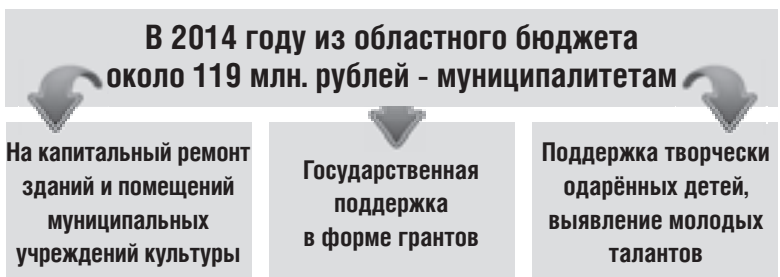 В 2014 году из областного бюджета
около 119 млн. рублей - муниципалитетам
На капитальный ремонт
зданий и помещений
муниципальных
учреждений культуры
Государственная
поддержка
в форме грантов
Поддержка творчески
одарённых детей,
выявление молодых
талантов